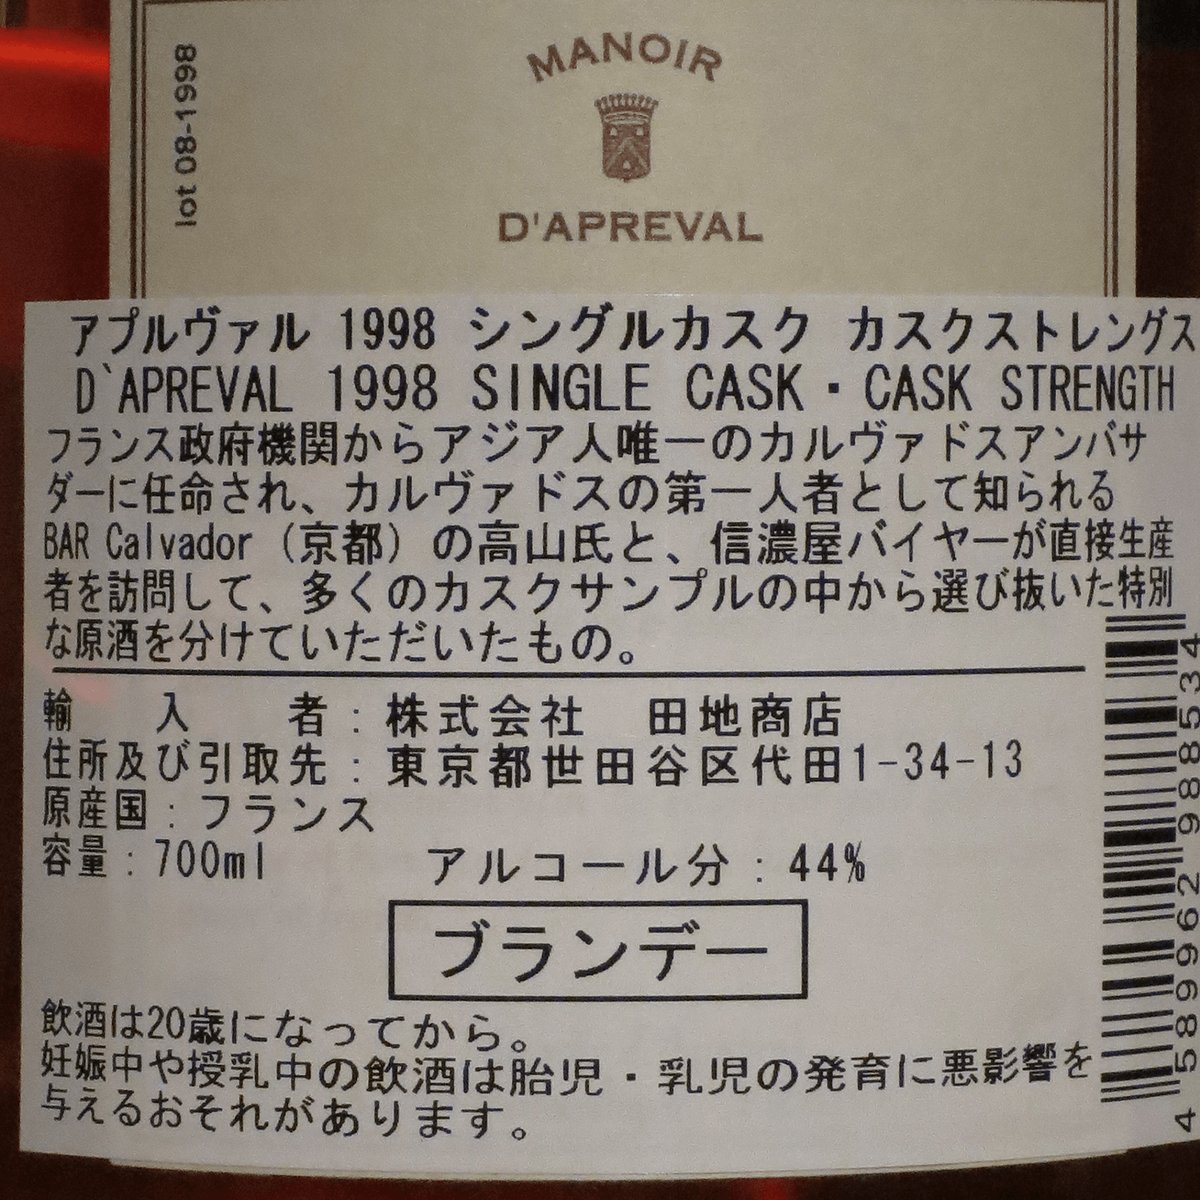 lot 08-1998
MANOIR
D'APREVAL
アプルヴァル 1998 シングルカスク カスクストレングス
D`APREVAL 1998 SINGLE CASK・CASK STRENGTH
フランス政府機関からアジア人唯一のカルヴァドスアンバサ
ダーに任命され、カルヴァドスの第一人者として知られる
BAR Calvador（京都）の高山氏と、信濃屋バイヤーが直接生産
者を訪問して、多くのカスクサンプルの中から選び抜いた特別
な原酒を分けていただいたもの。
輸入者：株式会社 田地商店
住所及び引取先：東京都世田谷区代田1-34-13
原産国：フランス
容量：700ml アルコール分：44%
ブランデー
飲酒は20歳になってから。
妊娠中や授乳中の飲酒は胎児・乳児の発育に悪影響を
与えるおそれがあります。
4589962988534